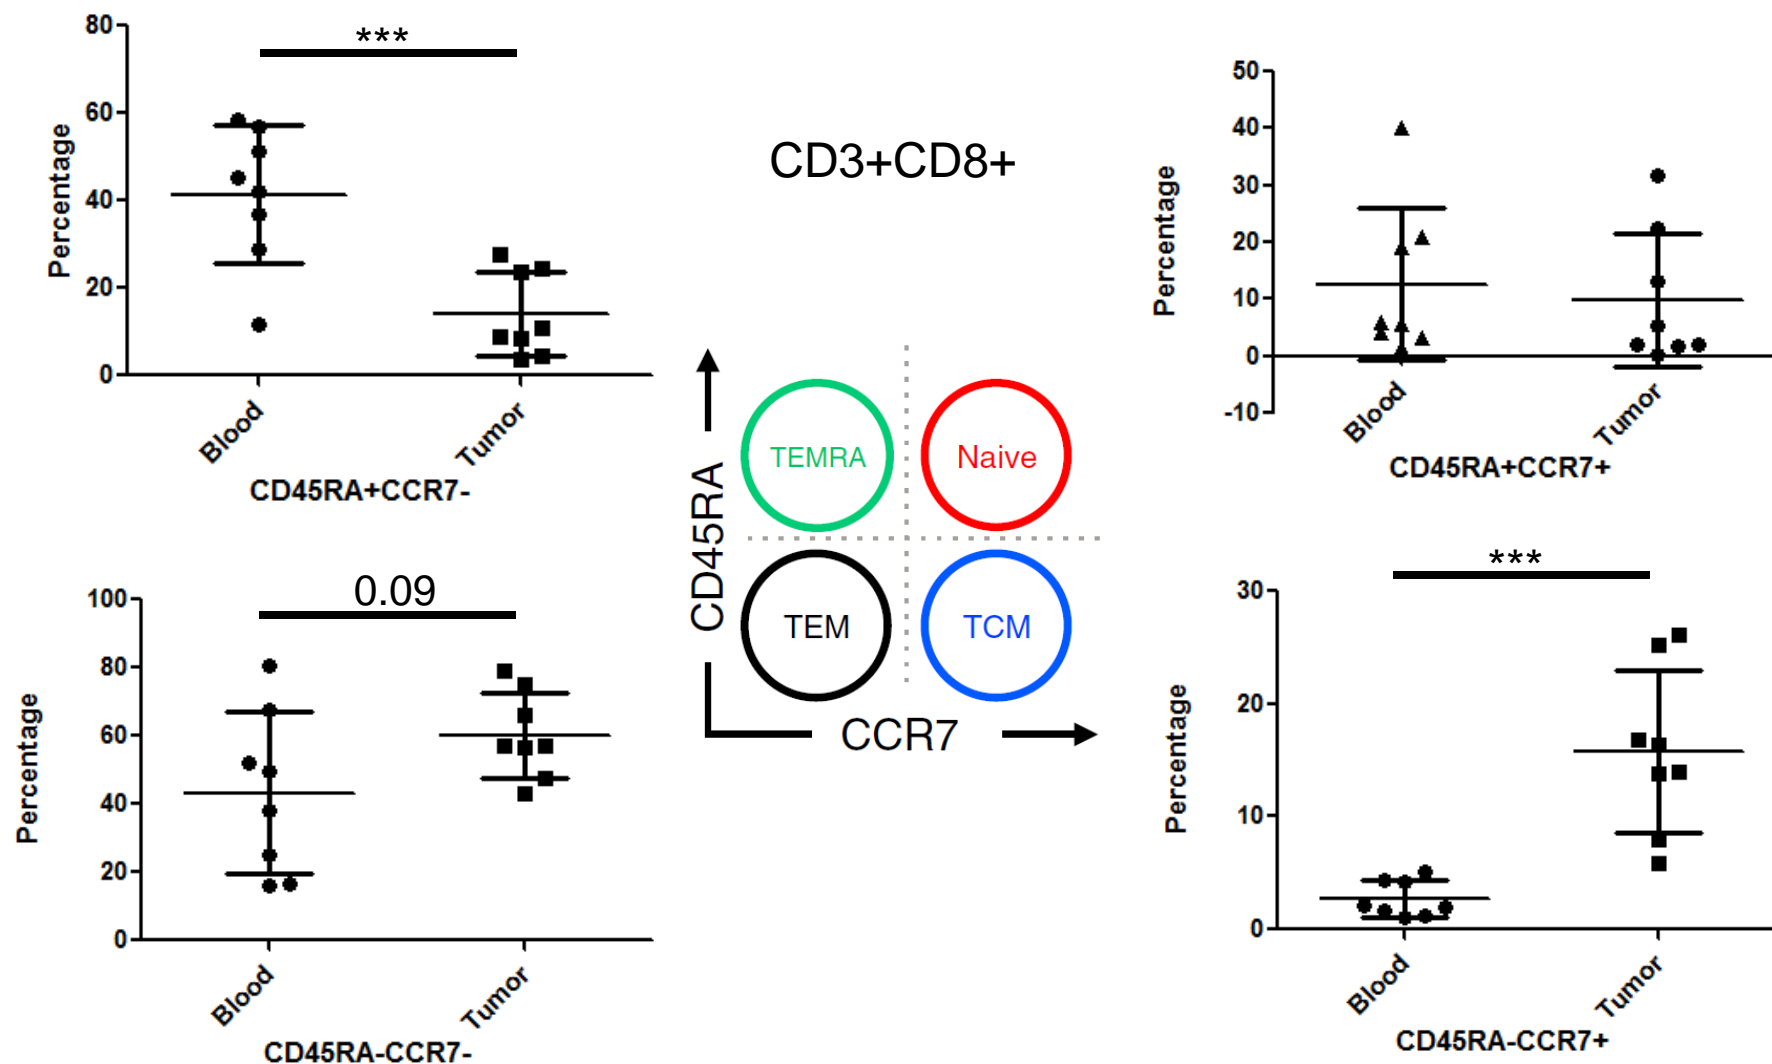 80
60
40
20
0
Percentage
***
Blood
Tumor
CD45RA+CCR7-
CD3+CD8+
50
40
30
20
10
0
-10
Percentage
Blood
Tumor
CD45RA+CCR7+
TEMRA
Naive
TEM
TCM
CD45RA
CCR7
100
80
60
40
20
0
Percentage
0.09
Blood
Tumor
CD45RA-CCR7-
30
20
10
0
Percentage
***
Blood
Tumor
CD45RA-CCR7+